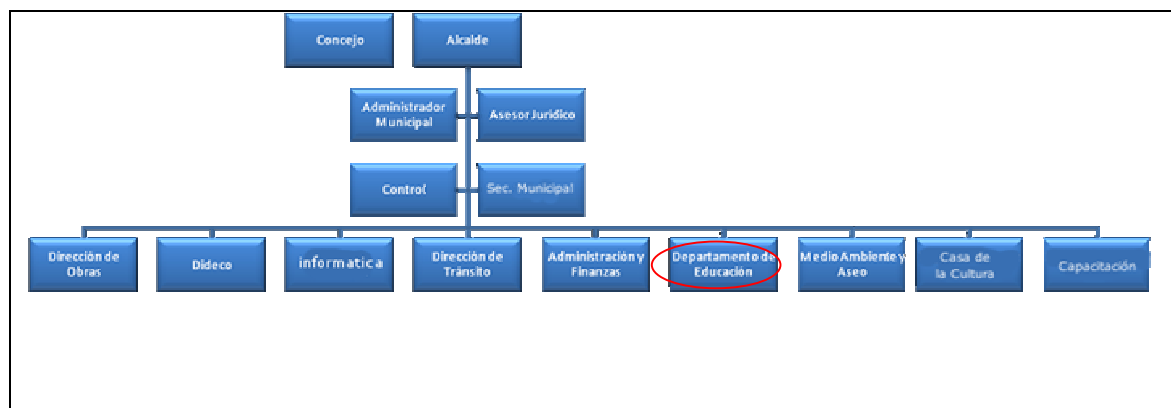 Concejo
Alcalde
Administrador
Municipal
Asesor Jurídico
Control
Sec. Municipal
Dirección de
Obras
Dideco
informatica
Dirección de
Tránsito
Administración y
Finanzas
Departamento de
Educación
Medio Ambiente y
Aseo
Casa de
la Cultura
Capacitación